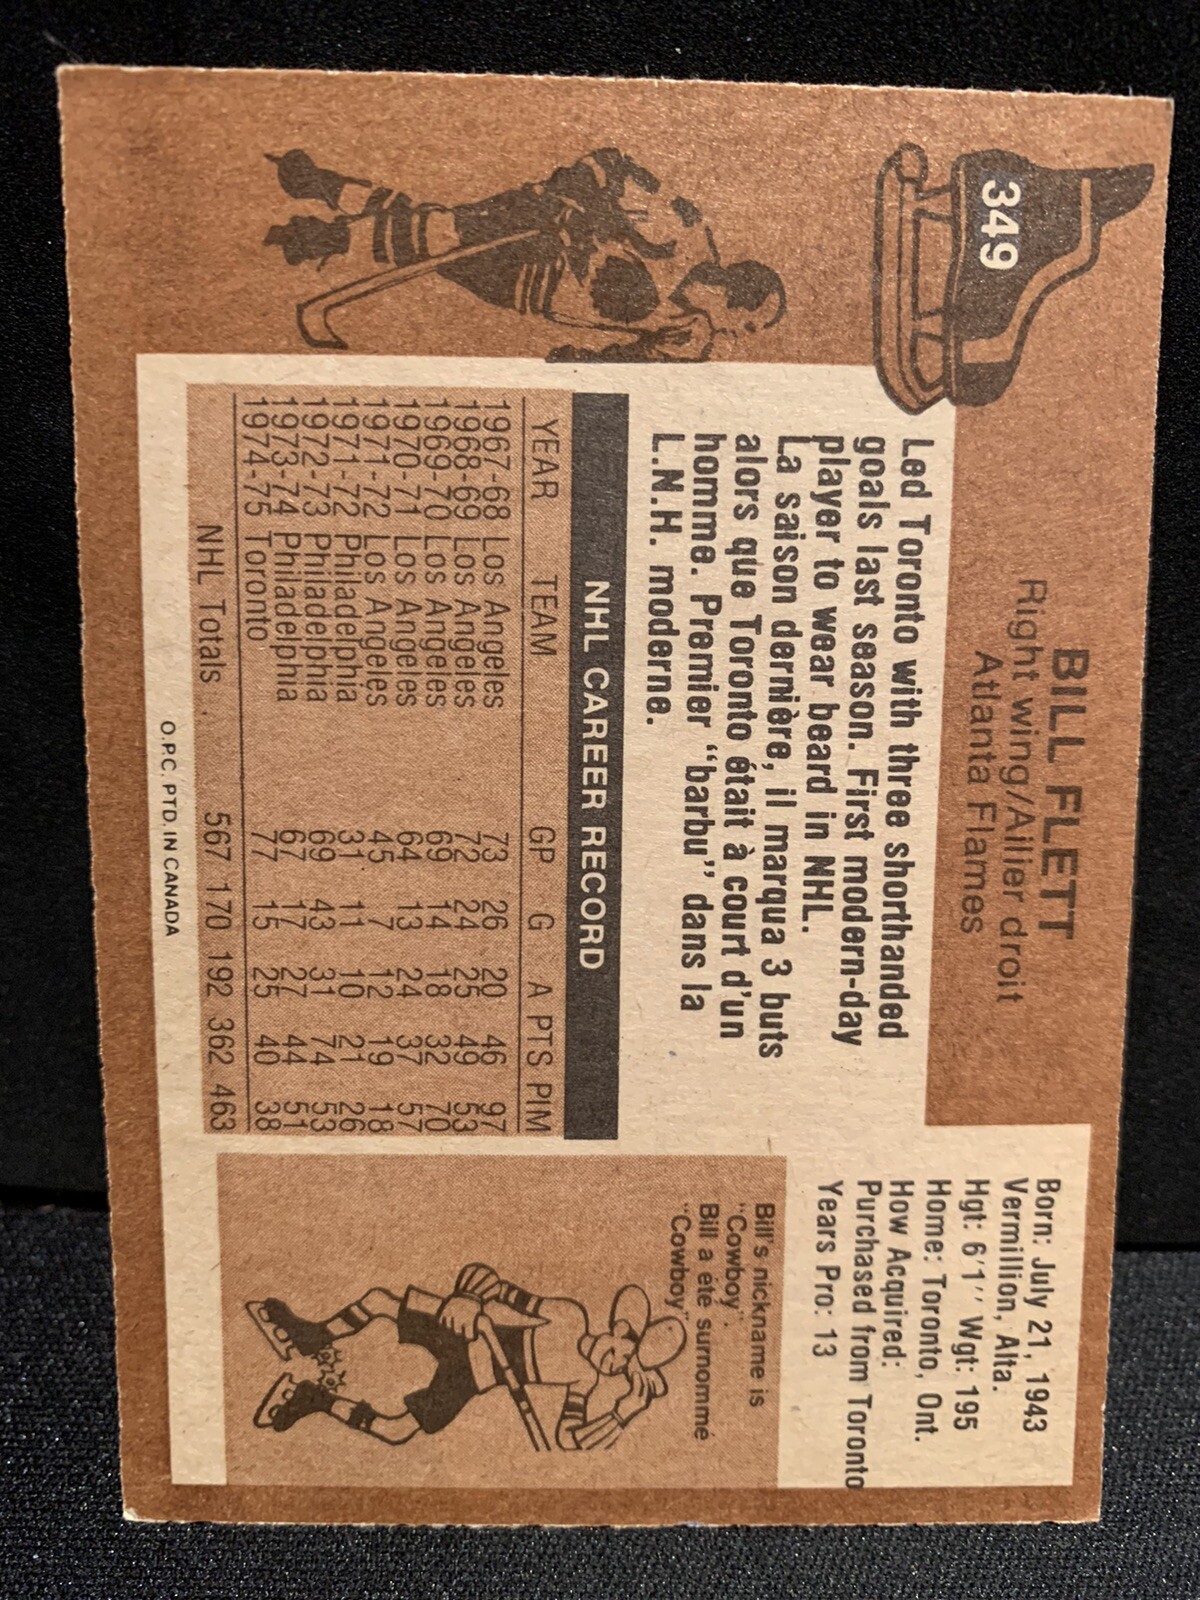 349
BILL FLETT
Right wing/Ailier droit
Atlanta Flames
Born: July 21, 1943
Vermillion, Alta.
Hgt: 6'1'' Wgt: 195
Home: Toronto, Ont.
How Acquired:
Purchased from Toronto
Years Pro: 13
Led Toronto with three shorthanded
goals last season. First modern-day
player to wear beard in NHL.
La saison dernière, il marqua 3 buts
alors que Toronto était à court d'un
homme. Premier "barbu" dans la
L.N.H. moderne.
NHL CAREER RECORD
YEAR TEAM GP G A PTS PIM
1967-68 Los Angeles 73 26 20 46 97
1968-69 Los Angeles 72 24 25 49 53
1969-70 Los Angeles 69 14 18 32 70
1970-71 Los Angeles 64 13 24 37 57
1971-72 Los Angeles 45 7 12 19 18
1971-72 Philadelphia 31 11 10 21 26
1972-73 Philadelphia 69 43 31 74 53
1973-74 Philadelphia 67 17 27 44 51
1974-75 Toronto 77 15 25 40 38
NHL Totals 567 170 192 362 463
Bill's nickname is
"Cowboy".
Bill a été surnommé
"Cowboy"
O.P.C. PTD. IN CANADA